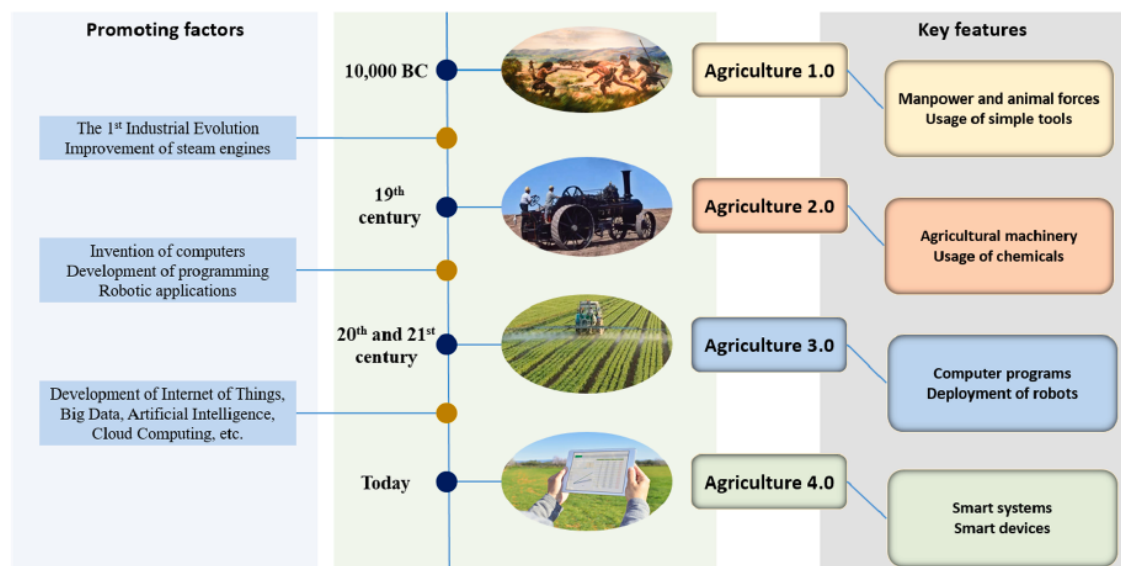 Promoting factors
Key features
10,000 BC
Agriculture 1.0
Manpower and animal forces
Usage of simple tools
The 1st Industrial Evolution
Improvement of steam engines
19th
century
Agriculture 2.0
Agricultural machinery
Usage of chemicals
Invention of computers
Development of programming
Robotic applications
20th and 21st
century
Agriculture 3.0
Computer programs
Deployment of robots
Development of Internet of Things,
Big Data, Artificial Intelligence,
Cloud Computing, etc.
Today
Agriculture 4.0
Smart systems
Smart devices